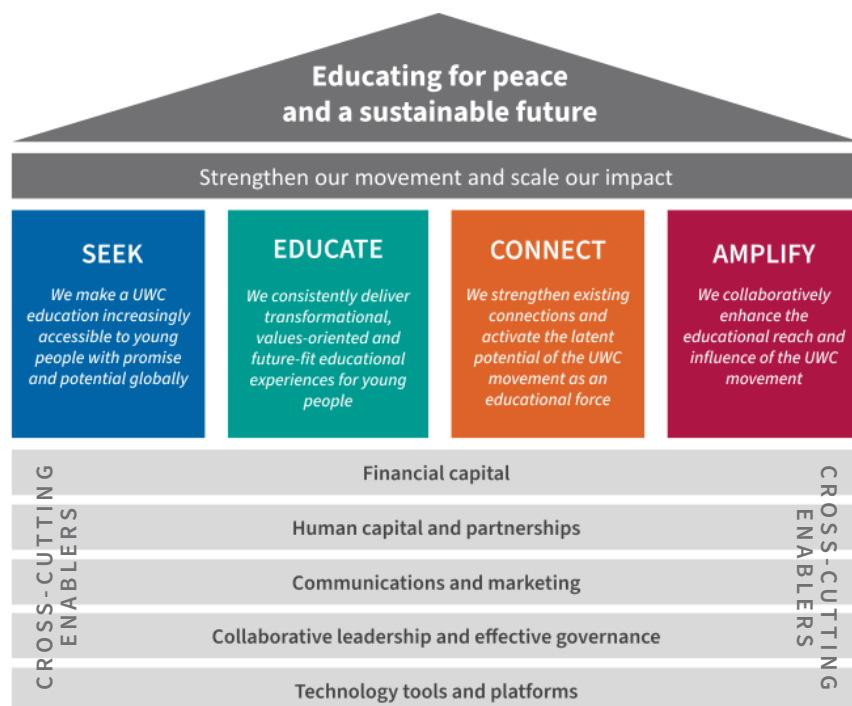 Educating for peace
and a sustainable future
Strengthen our movement and scale our impact
SEEK
We make a UWC
education increasingly
accessible to young
people with promise
and potential globally
EDUCATE
We consistently deliver
transformational,
values-oriented and
future-fit educational
experiences for young
people
CONNECT
We strengthen existing
connections and
activate the latent
potential of the UWC
movement as an
educational force
AMPLIFY
We collaboratively
enhance the
educational reach and
influence of the UWC
movement
CROSS-CUTTING
ENABLERS
Financial capital
Human capital and partnerships
Communications and marketing
Collaborative leadership and effective governance
Technology tools and platforms
CROSS-CUTTING
ENABLERS